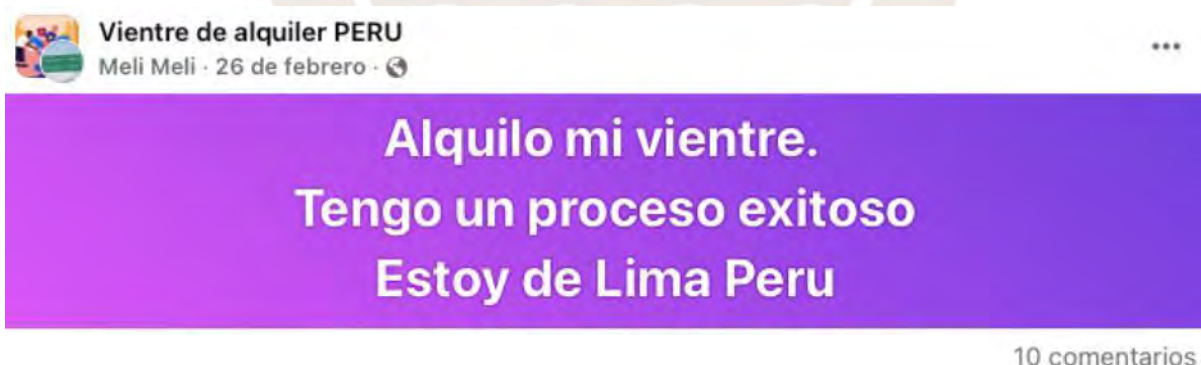 Vientre de alquiler PERU
Meli Meli · 26 de febrero ·
Alquilo mi vientre.
Tengo un proceso exitoso
Estoy de Lima Peru
10 comentarios